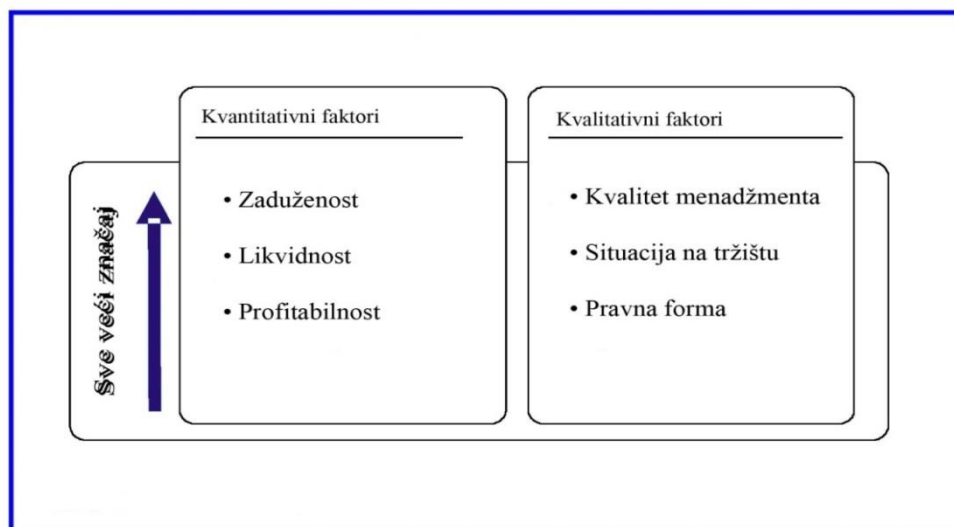 Kvantitativni faktori
• Zaduženost
• Likvidnost
• Profitabilnost
Kvalitativni faktori
• Kvalitet menadžmenta
• Situacija na tržištu
• Pravna forma
Sve veći značaj